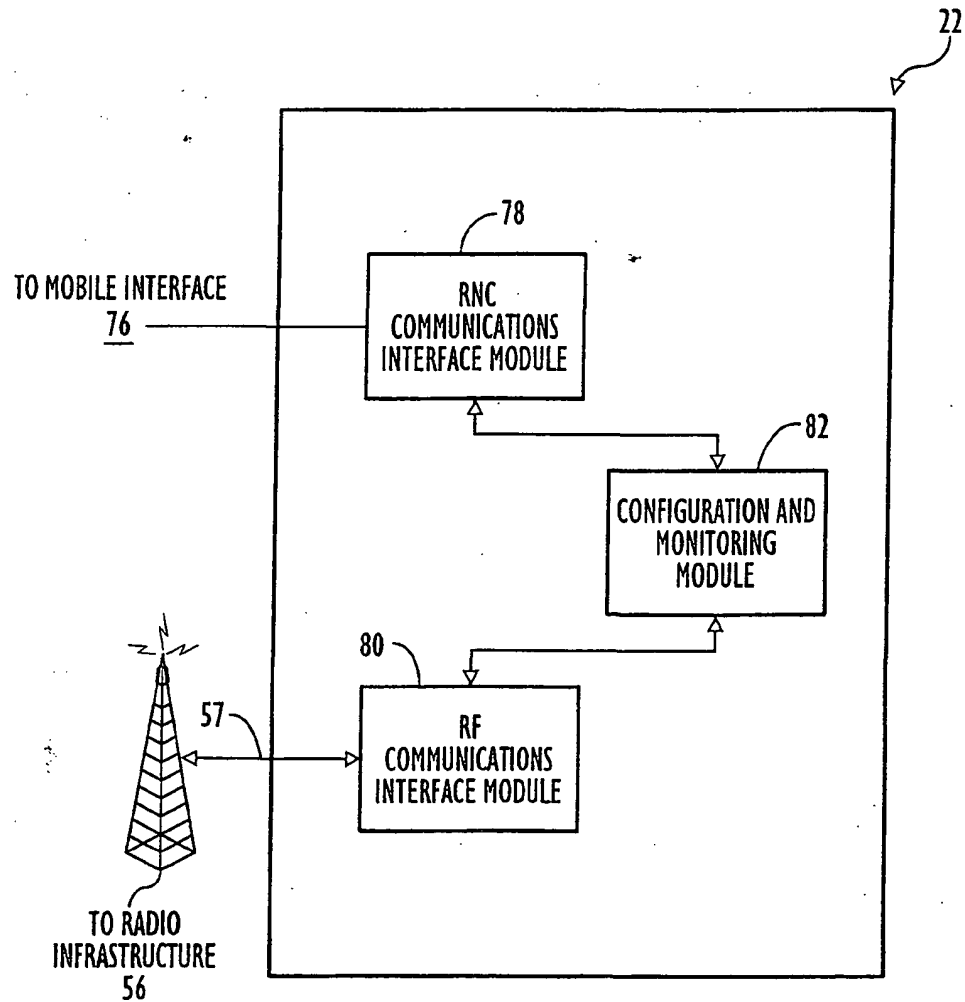 22
78
RNC
COMMUNICATIONS
INTERFACE MODULE
TO MOBILE INTERFACE
76
82
CONFIGURATION AND
MONITORING
MODULE
80
57
RF
COMMUNICATIONS
INTERFACE MODULE
TO RADIO
INFRASTRUCTURE
56